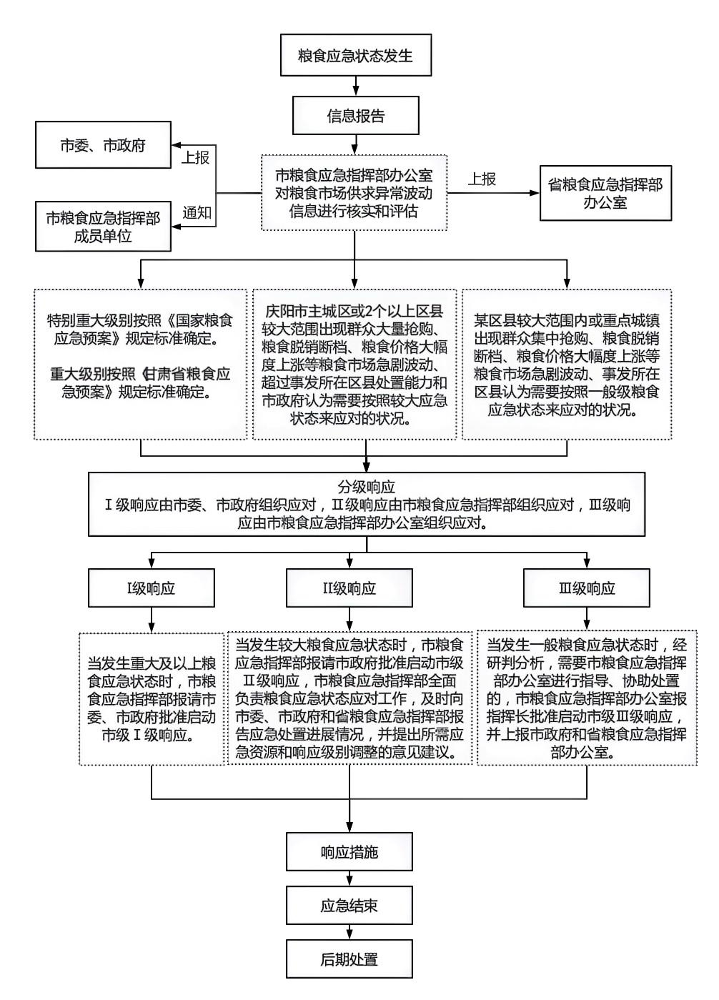 粮食应急状态发生
信息报告
市委、市政府
上报
市粮食应急指挥部办公室
对粮食市场供求异常波动
信息进行核实和评估
上报
省粮食应急指挥部
办公室
通知
市粮食应急指挥部
成员单位
特别重大级别按照《国家粮食
应急预案》规定标准确定。
重大级别按照《甘肃省粮食应
急预案》规定标准确定。
庆阳市主城区或2个以上区县
较大范围出现群众大量抢购、
粮食脱销断档、粮食价格大幅
度上涨等粮食市场急剧波动、
超过事发所在区县处置能力和
市政府认为需要按照较大应急
状态来应对的状况。
某区县较大范围内或重点城镇
出现群众集中抢购、粮食脱销
断档、粮食价格大幅度上涨等
粮食市场急剧波动、事发所在
区县认为需要按照一般级粮食
应急状态来应对的状况。
分级响应
Ⅰ级响应由市委、市政府组织应对，Ⅱ级响应由市粮食应急指挥部组织应对，Ⅲ级响
应由市粮食应急指挥部办公室组织应对。
I级响应
II级响应
Ⅲ级响应
当发生重大及以上粮
食应急状态时，市粮
食应急指挥部报请市
委、市政府批准启动
市级Ⅰ级响应。
当发生较大粮食应急状态时，市粮食
应急指挥部报请市政府批准启动市级
Ⅱ级响应，市粮食应急指挥部全面
负责粮食应急状态应对工作，及时向
市委、市政府和省粮食应急指挥部报
告应急处置进展情况，并提出所需应
急资源和响应级别调整的意见建议。
当发生一般粮食应急状态时，经
研判分析，需要市粮食应急指挥
部办公室进行指导、协助处置
的，市粮食应急指挥部办公室报
指挥长批准启动市级Ⅲ级响应，
并上报市政府和省粮食应急指挥
部办公室。
响应措施
应急结束
后期处置